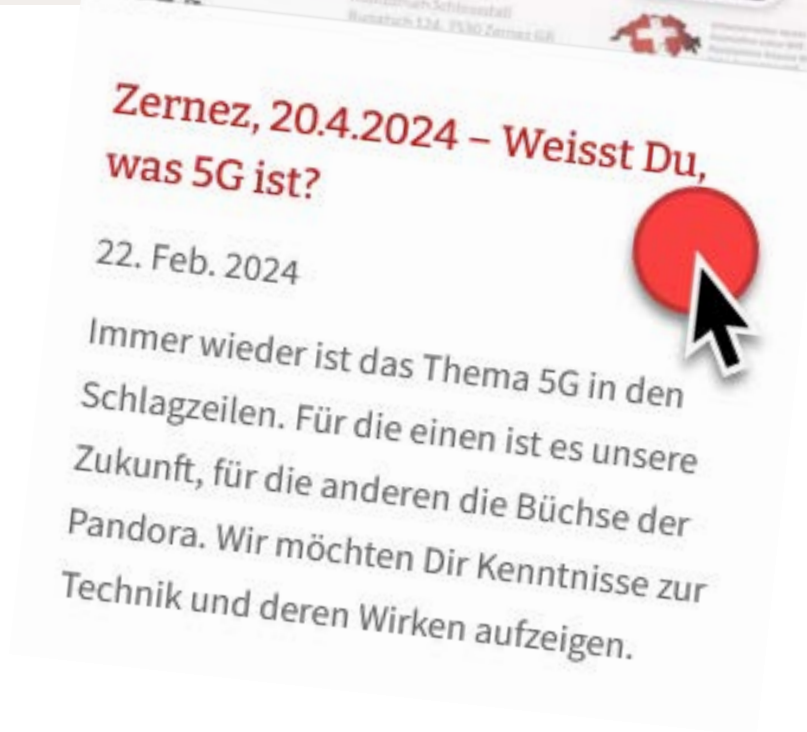 Zernez, 20.4.2024 – Weisst Du,
was 5G ist?
22. Feb. 2024
Immer wieder ist das Thema 5G in den
Schlagzeilen. Für die einen ist es unsere
Zukunft, für die anderen die Büchse der
Pandora. Wir möchten Dir Kenntnisse zur
Technik und deren Wirken aufzeigen.